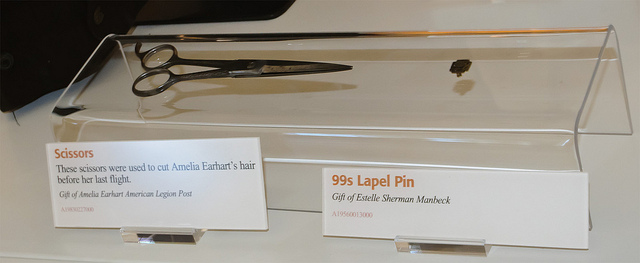 Scissors
These scissors were used to cut Amelia Earhart's hair
before her last flight.
Gift of Amelia Earhart American Legion Post
99s Lapel Pin
Gift of Estelle Sherman Manbeck
A19560013000